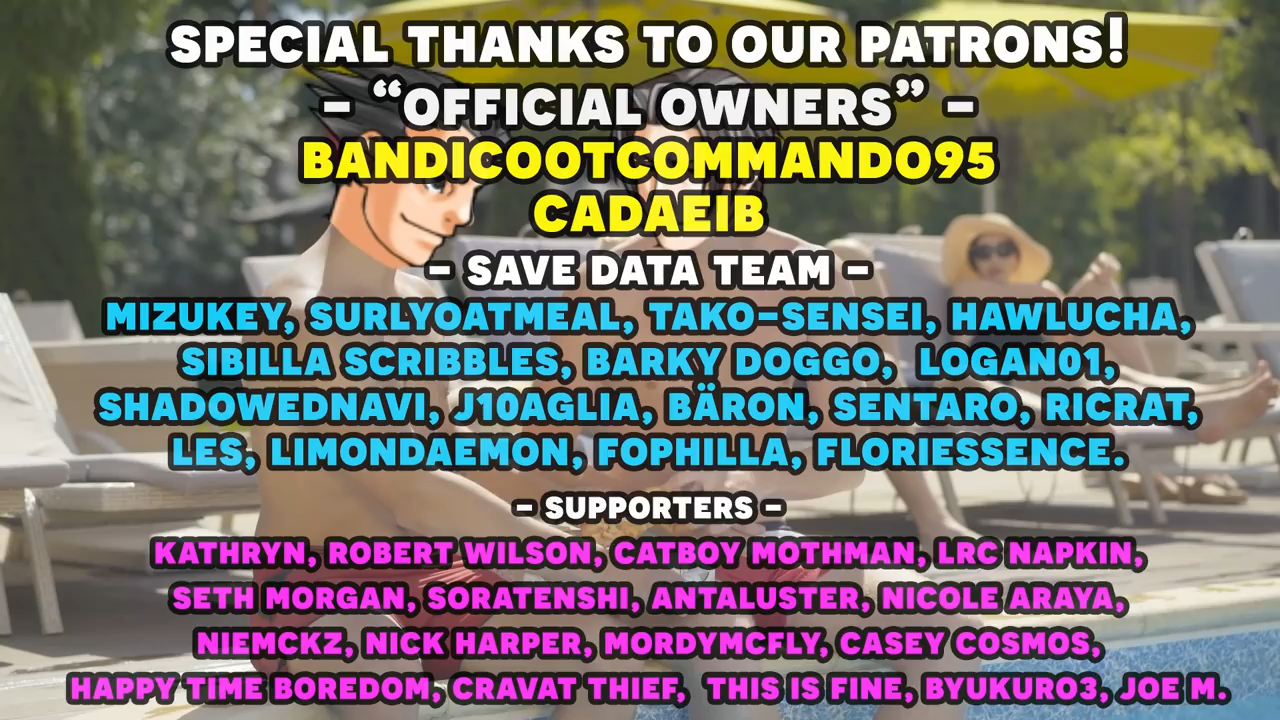 SPECIAL THANKS TO OUR PATRONS!
- “OFFICIAL OWNERS” -
BANDICOOTCOMMANDO95
CADAEIB
- SAVE DATA TEAM -
MIZUKEY, SURLYOATMEAL, TAKO-SENSEI, HAWLUCHA,
SIBILLA SCRIBBLES, BARKY DOGGO, LOGAN01,
SHADOWEDNAVI, J10AGLIA, BÄRON, SENTARO, RICRAT,
LES, LIMONDAEMON, FOPHILLA, FLORIESSENCE.
- SUPPORTERS -
KATHRYN, ROBERT WILSON, CATBOY MOTHMAN, LRC NAPKIN,
SETH MORGAN, SORATENSHI, ANTALUSTER, NICOLE ARAYA,
NIEMCKZ, NICK HARPER, MORDYMCFLY, CASEY COSMOS,
HAPPY TIME BOREDOM, CRAVAT THIEF, THIS IS FINE, BYUKURO3, JOE M.